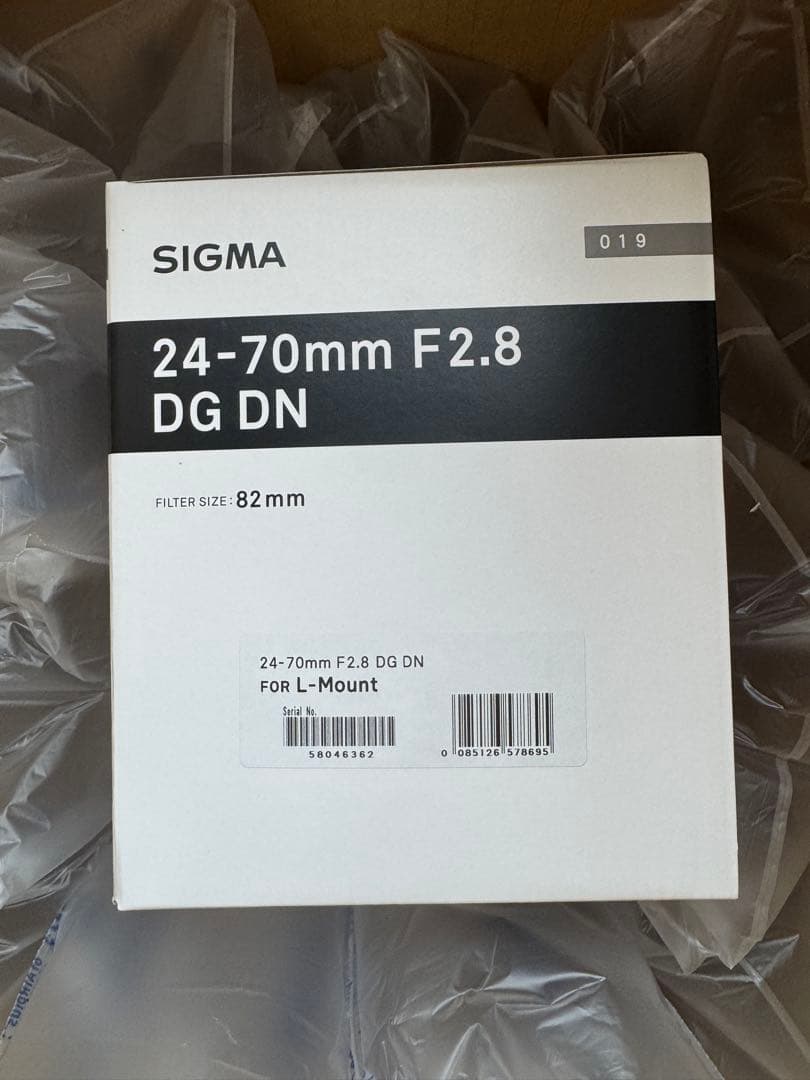 SIGMA
019
24-70mm F2.8
DG DN
FILTER SIZE: 82mm
24-70mm F2.8 DG DN
FOR L-Mount
Serial No.
58046362
0 085126 578695